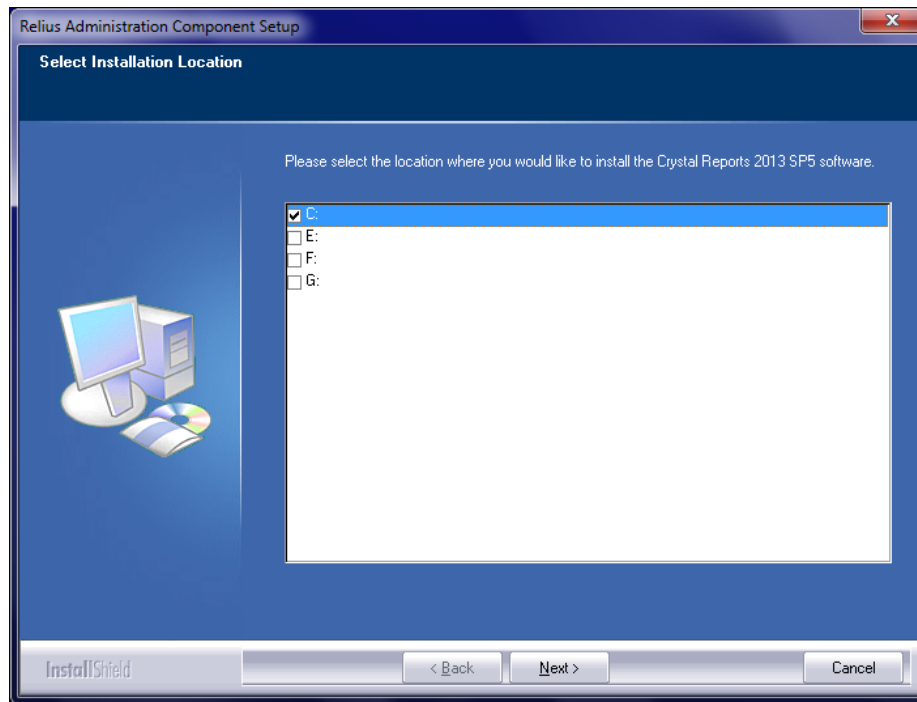 Relius Administration Component Setup
Select Installation Location
Please select the location where you would like to install the Crystal Reports 2013 SP5 software.
C:
E:
F:
G:
InstallShield
< Back
Next >
Cancel